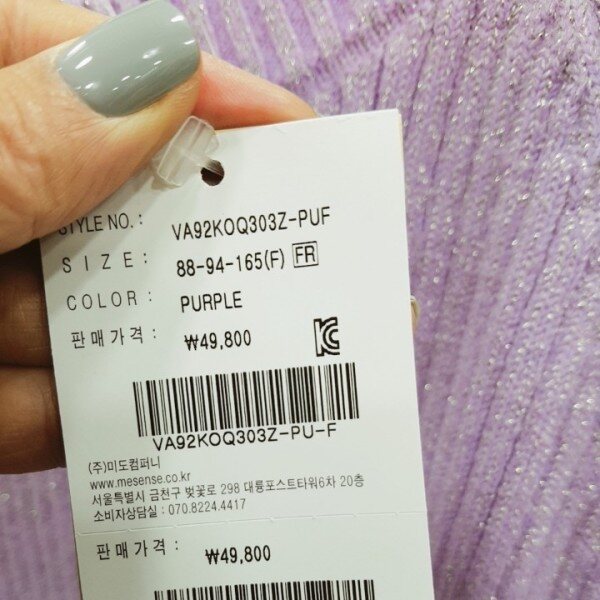 STYLE NO. : VA92KOQ303Z-PUF
SIZE : 88-94-165(F) FR
COLOR : PURPLE
판매가격 : ₩49,800
VA92KOQ303Z-PU-F
(주)미도컴퍼니
www.mesense.co.kr
서울특별시 금천구 벚꽃로 298 대륭포스트타워6차 20층
소비자상담실 : 070.8224.4417
판매가격 : ₩49,800